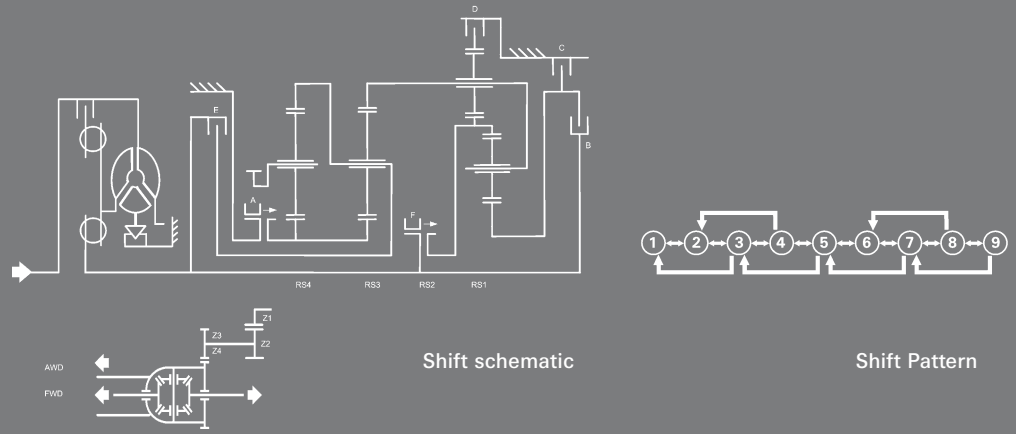 D
C
E
B
A
F
1 2 3 4 5 6 7 8 9
RS4 RS3 RS2 RS1
Z1
Z3
Z2
Z4
AWD
FWD
Shift schematic
Shift Pattern